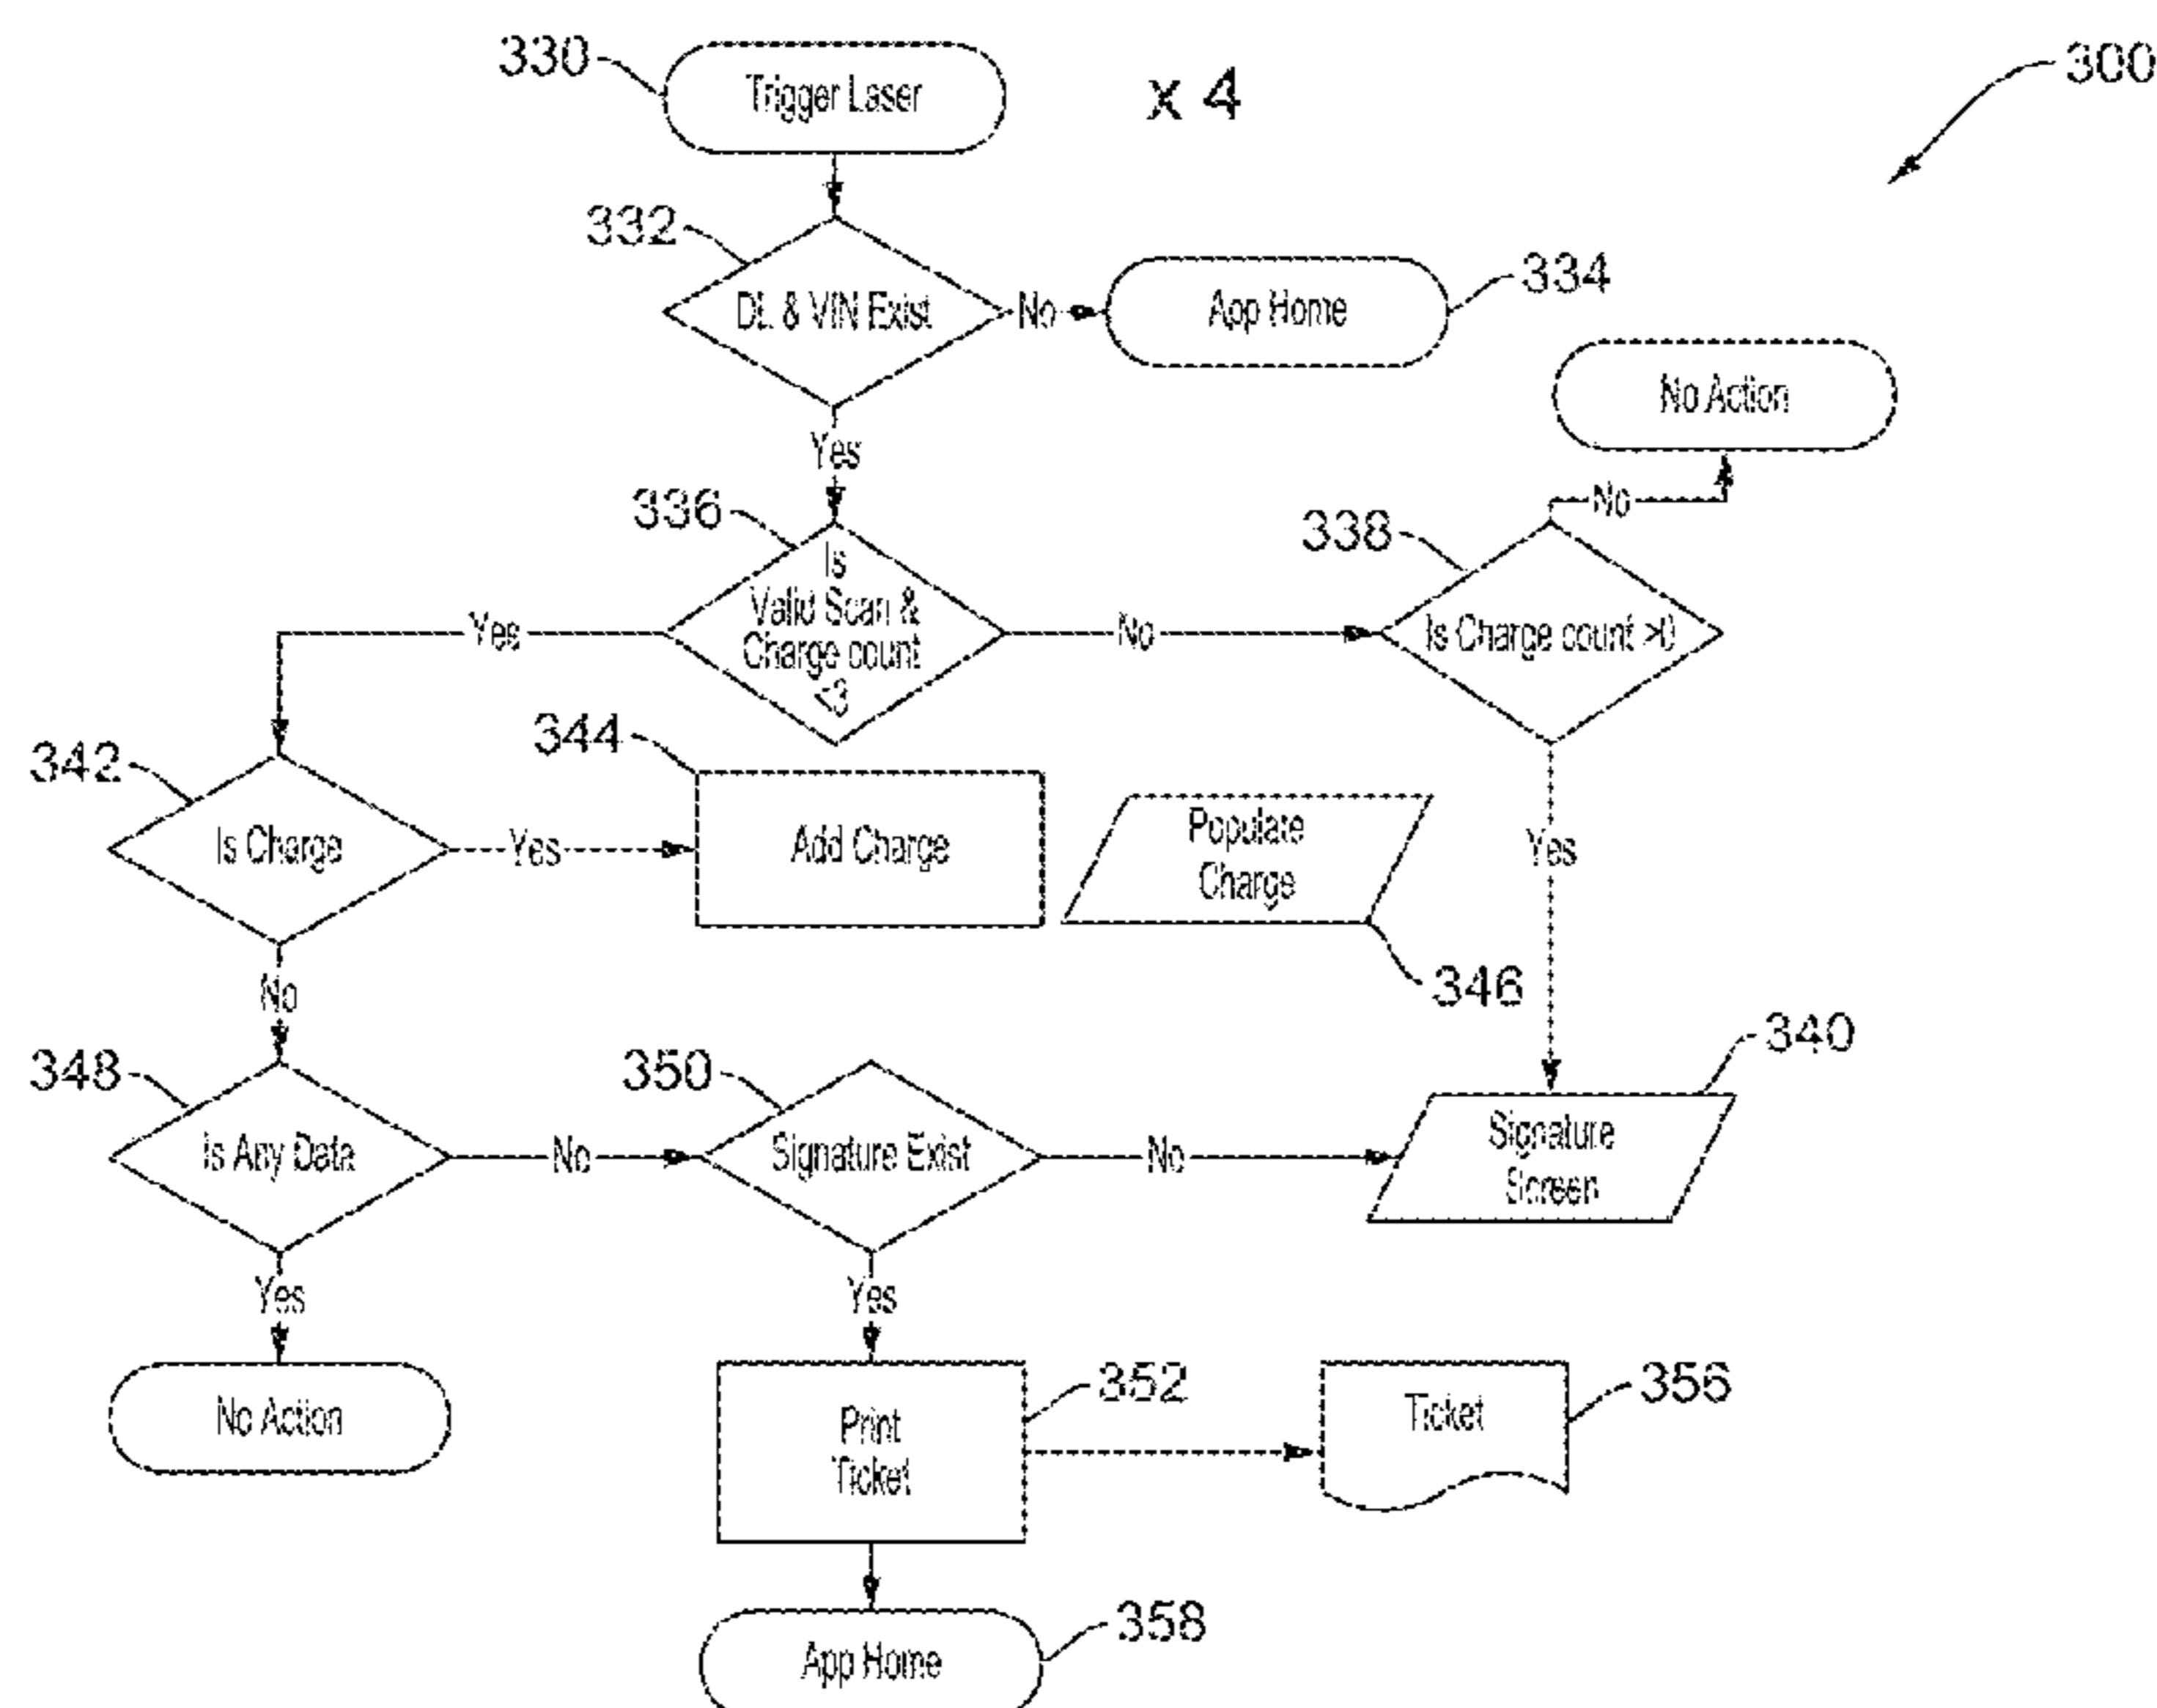 330
Trigger Laser
x 4
300
332
DL & VIN Exist
No
App Home
334
No Action
Yes
No
336
338
Is
Valid Scan &
Charge count
<3
Yes
No
Is Charge count >0
342
344
Is Charge
Yes
Add Charge
Populate
Charge
Yes
346
No
340
348
350
Is Any Data
No
Signature Exist
No
Signature
Screen
Yes
Yes
No Action
352
Print
Ticket
Ticket
356
App Home
358